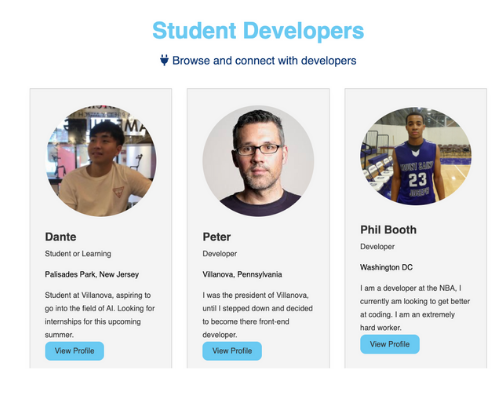 Student Developers
Browse and connect with developers
Dante
Student or Learning
Palisades Park, New Jersey
Student at Villanova, aspiring to
go into the field of AI. Looking for
internships for this upcoming
summer.
View Profile
Peter
Developer
Villanova, Pennsylvania
I was the president of Villanova,
until I stepped down and decided
to become there front-end
developer.
View Profile
23
Phil Booth
Developer
Washington DC
I am a developer at the NBA, I
currently am looking to get better
at coding. I am an extremely
hard worker.
View Profile